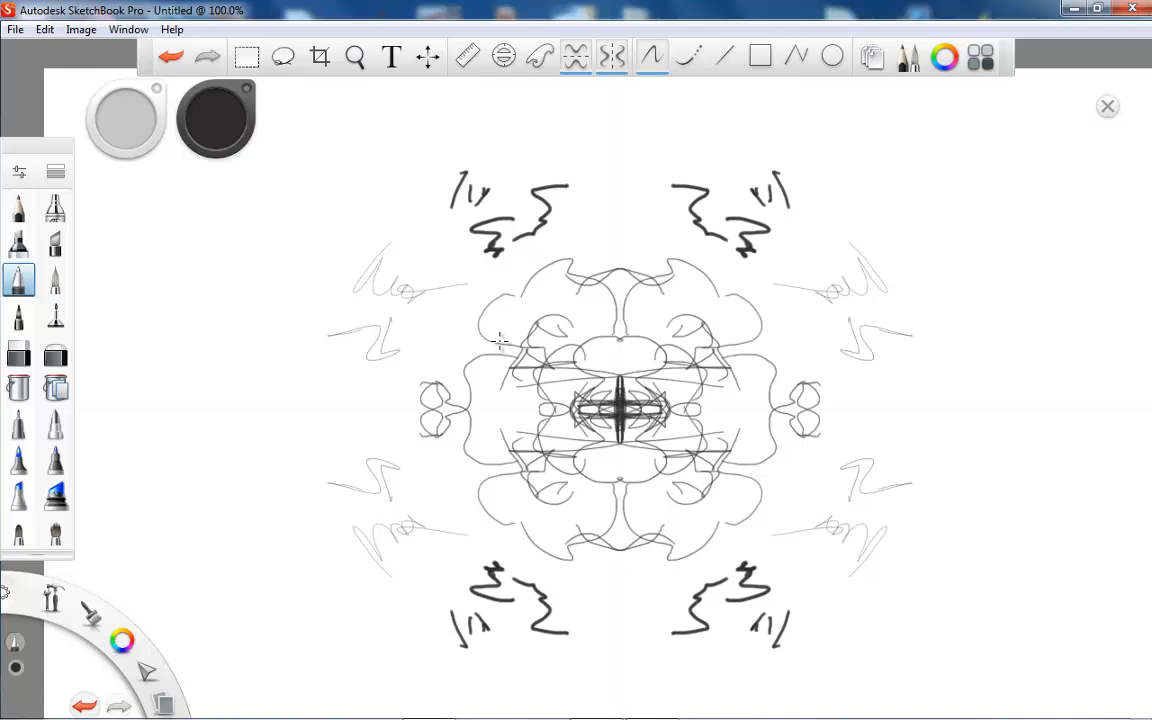 Autodesk SketchBook Pro - Untitled @ 100.0%
File Edit Image Window Help
T